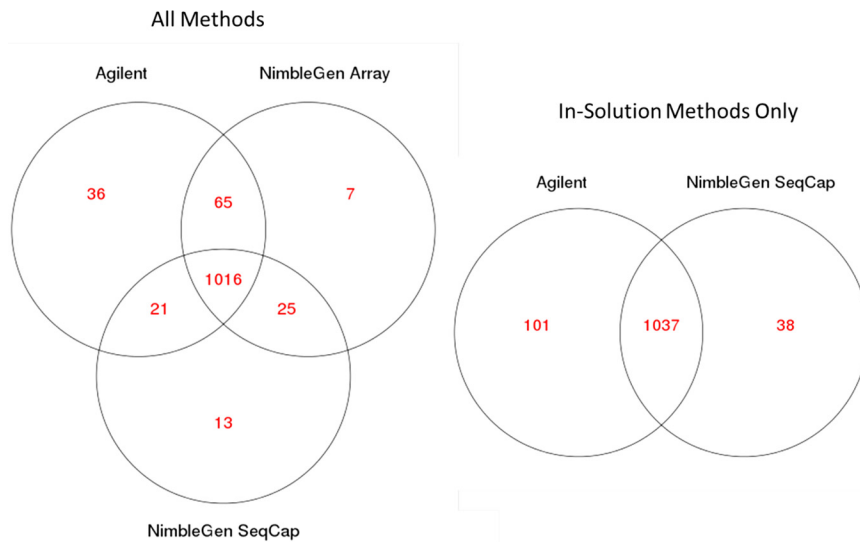 All Methods
Agilent
NimbleGen Array
36
65
7
1016
21
25
13
NimbleGen SeqCap
In-Solution Methods Only
Agilent
NimbleGen SeqCap
101
1037
38